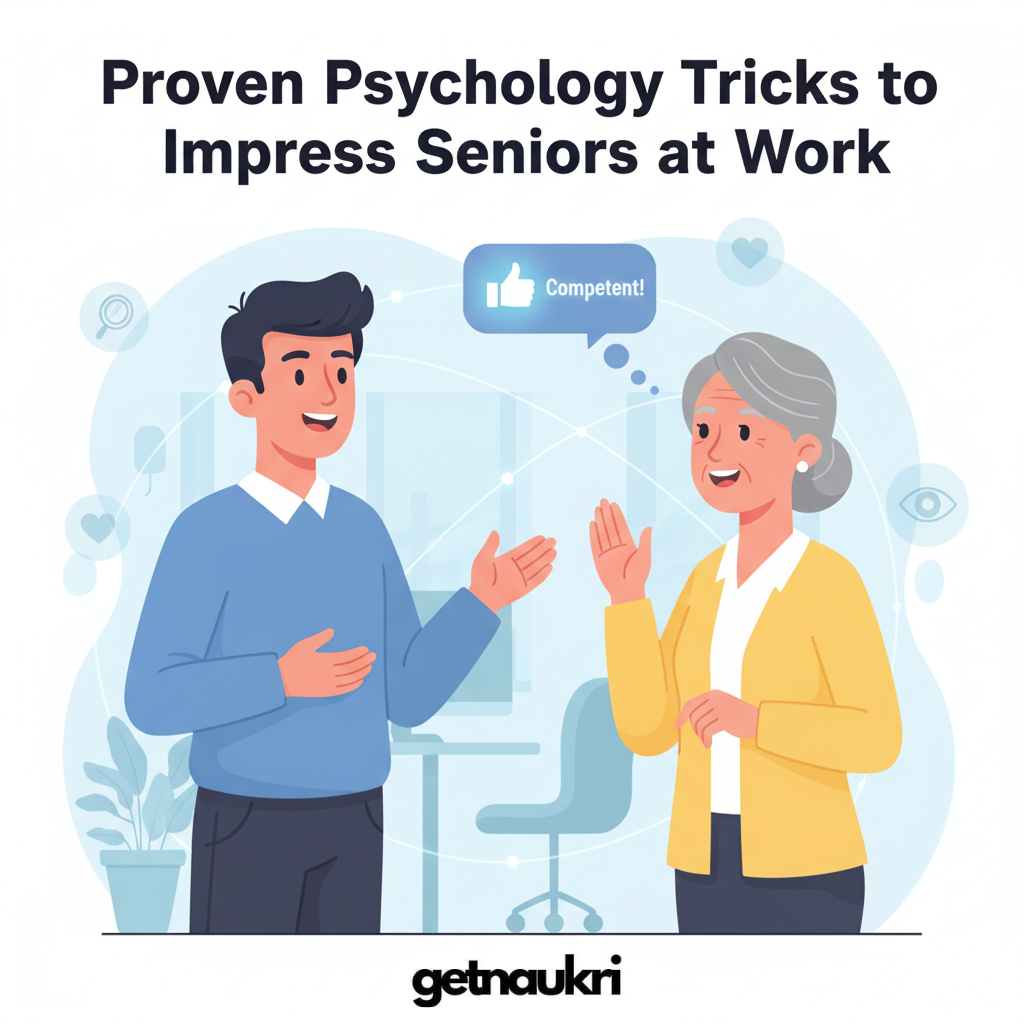 Proven Psychology Tricks to
Impress Seniors at Work
Competent!
getnaukri